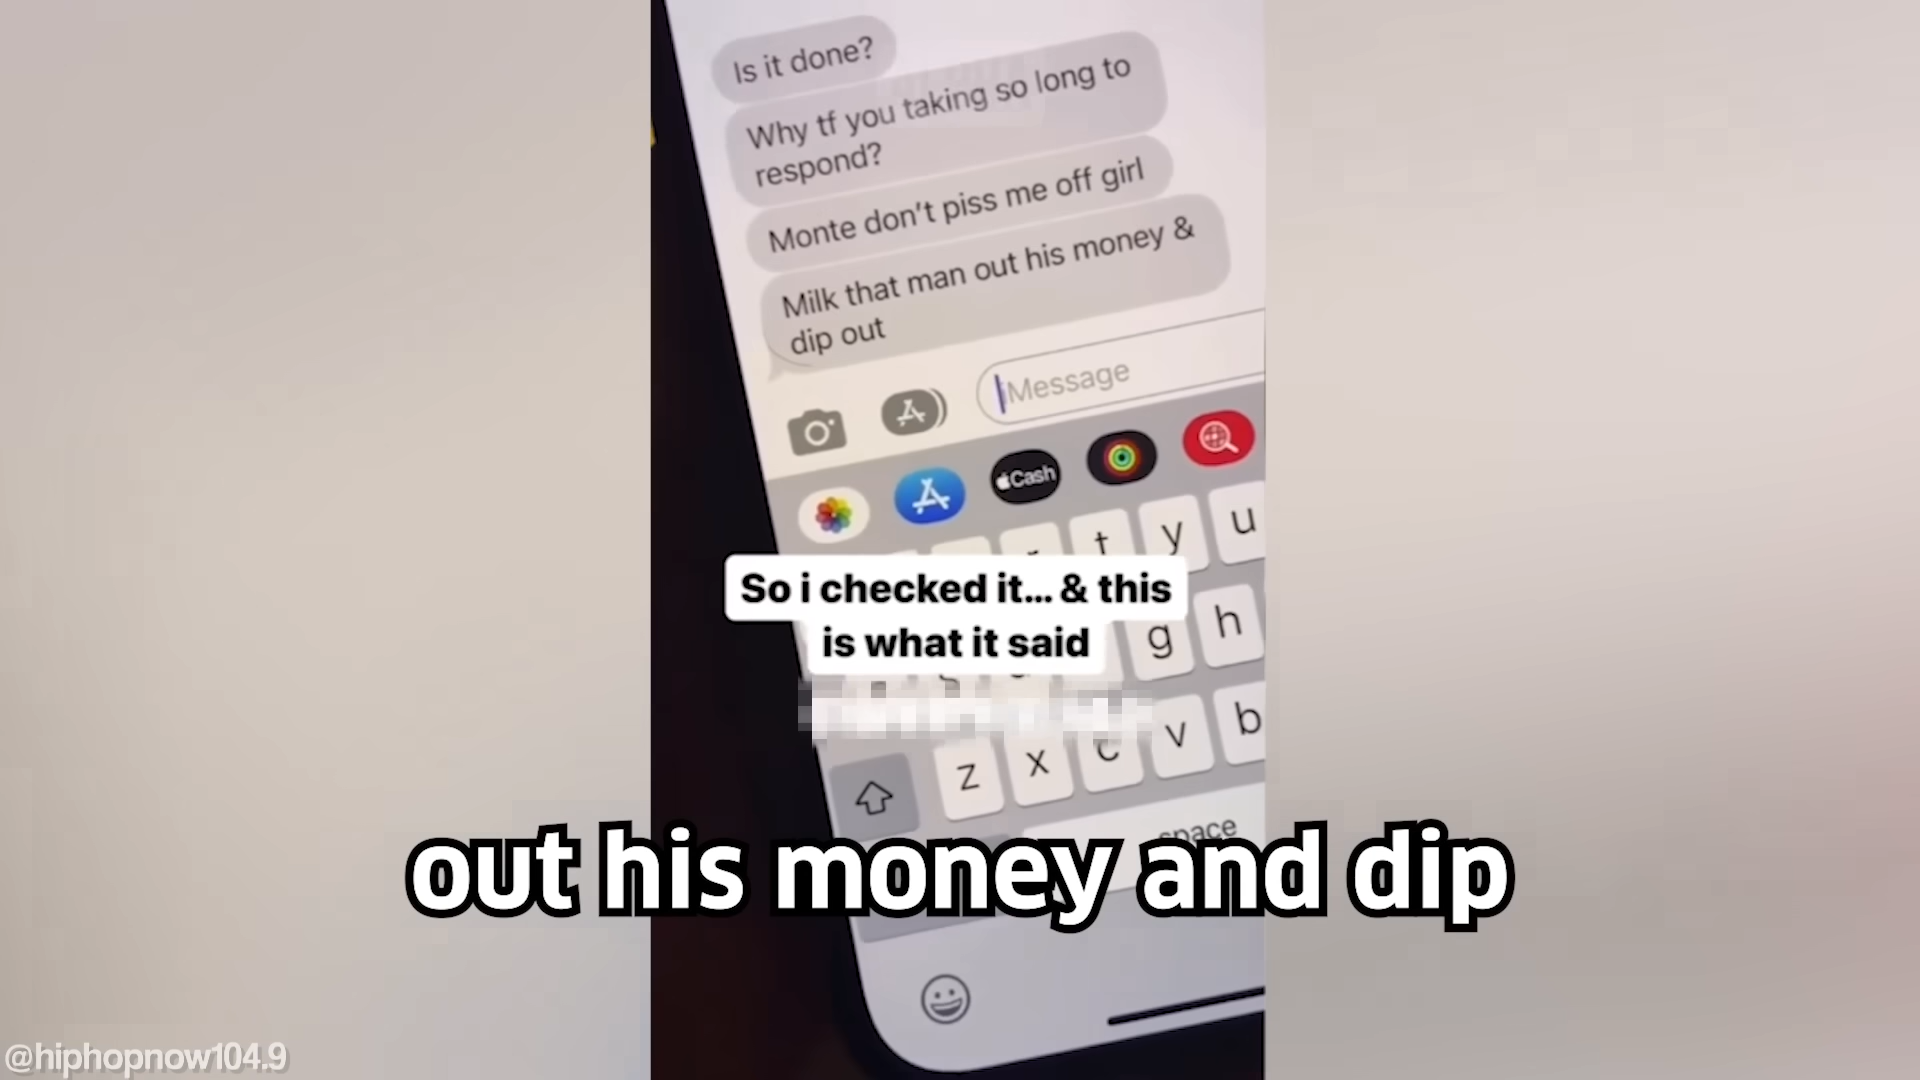 Is it done?
Why tf you taking so long to
respond?
Monte don't piss me off girl
Milk that man out his money &
dip out
iMessage
Cash
t y u
So i checked it... & this
is what it said
g h
z x c v b
space
out his money and dip
@hiphopnow104.9